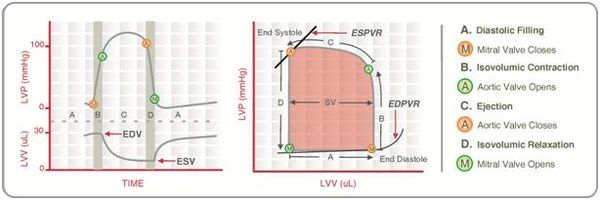 LVP (mmHg)
100
M
A
A
M
A B C D A
0
30
LVV (uL)
0
EDV
ESV
TIME
End Systole
ESPVR
C
A
A
LVP (mmHg)
D
SV
B
EDPVR
M
M
A
End Diastole
LVV (uL)
A. Diastolic Filling
M Mitral Valve Closes
B. Isovolumic Contraction
A Aortic Valve Opens
C. Ejection
A Aortic Valve Closes
D. Isovolumic Relaxation
M Mitral Valve Opens